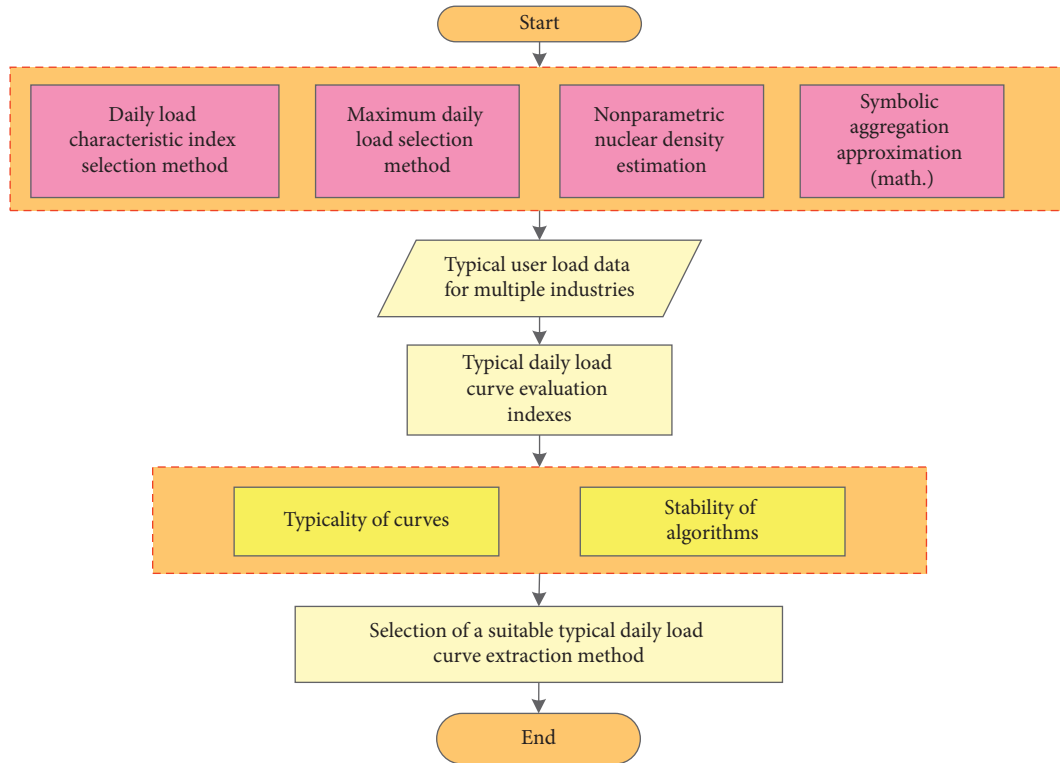 Start
Daily load
characteristic index
selection method
Maximum daily
load selection
method
Nonparametric
nuclear density
estimation
Symbolic
aggregation
approximation
(math.)
Typical user load data
for multiple industries
Typical daily load
curve evaluation
indexes
Typicality of curves
Stability of
algorithms
Selection of a suitable typical daily load
curve extraction method
End